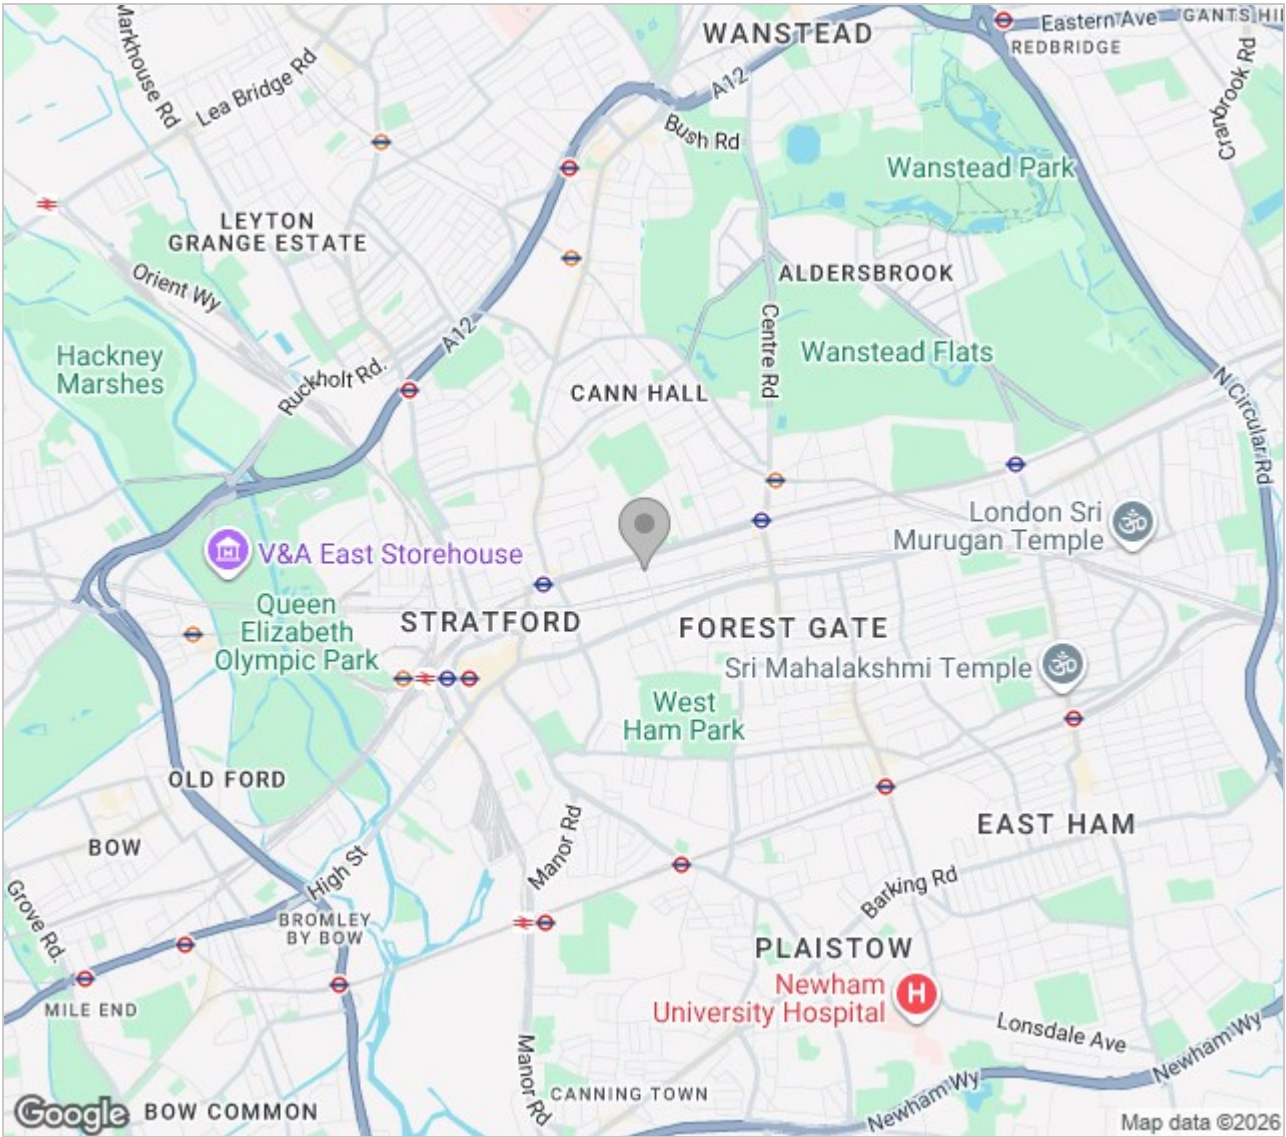 WANSTEAD
Eastern Ave
GANTS HI
REDBRIDGE
Markhouse Rd
Lea Bridge Rd
A12
Bush Rd
Cranbrook Rd
Wanstead Park
LEYTON
GRANGE ESTATE
Orient Wy
ALDERSBROOK
A12
Centre Rd
Hackney
Marshes
Ruckholt Rd.
Wanstead Flats
CANN HALL
N Circular Rd
London Sri
Murugan Temple
V&A East Storehouse
Queen
Elizabeth
Olympic Park
STRATFORD
FOREST GATE
Sri Mahalakshmi Temple
West
Ham Park
OLD FORD
BOW
Manor Rd
EAST HAM
High St
Barking Rd
Grove Rd.
BROMLEY
BY BOW
PLAISTOW
Newham
University Hospital
H
MILE END
Lonsdale Ave
Newham Wy
Manor Rd
CANNING TOWN
Newham Wy
Google
BOW COMMON
Map data ©2026